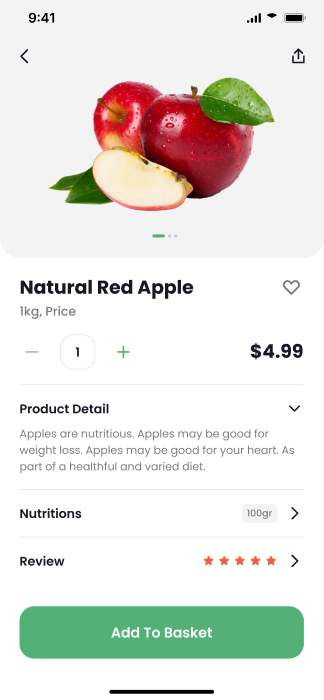 9:41
Natural Red Apple
1kg, Price
1
$4.99
Product Detail
Apples are nutritious. Apples may be good for
weight loss. Apples may be good for your heart. As
part of a healthful and varied diet.
Nutritions
100gr
Review
Add To Basket